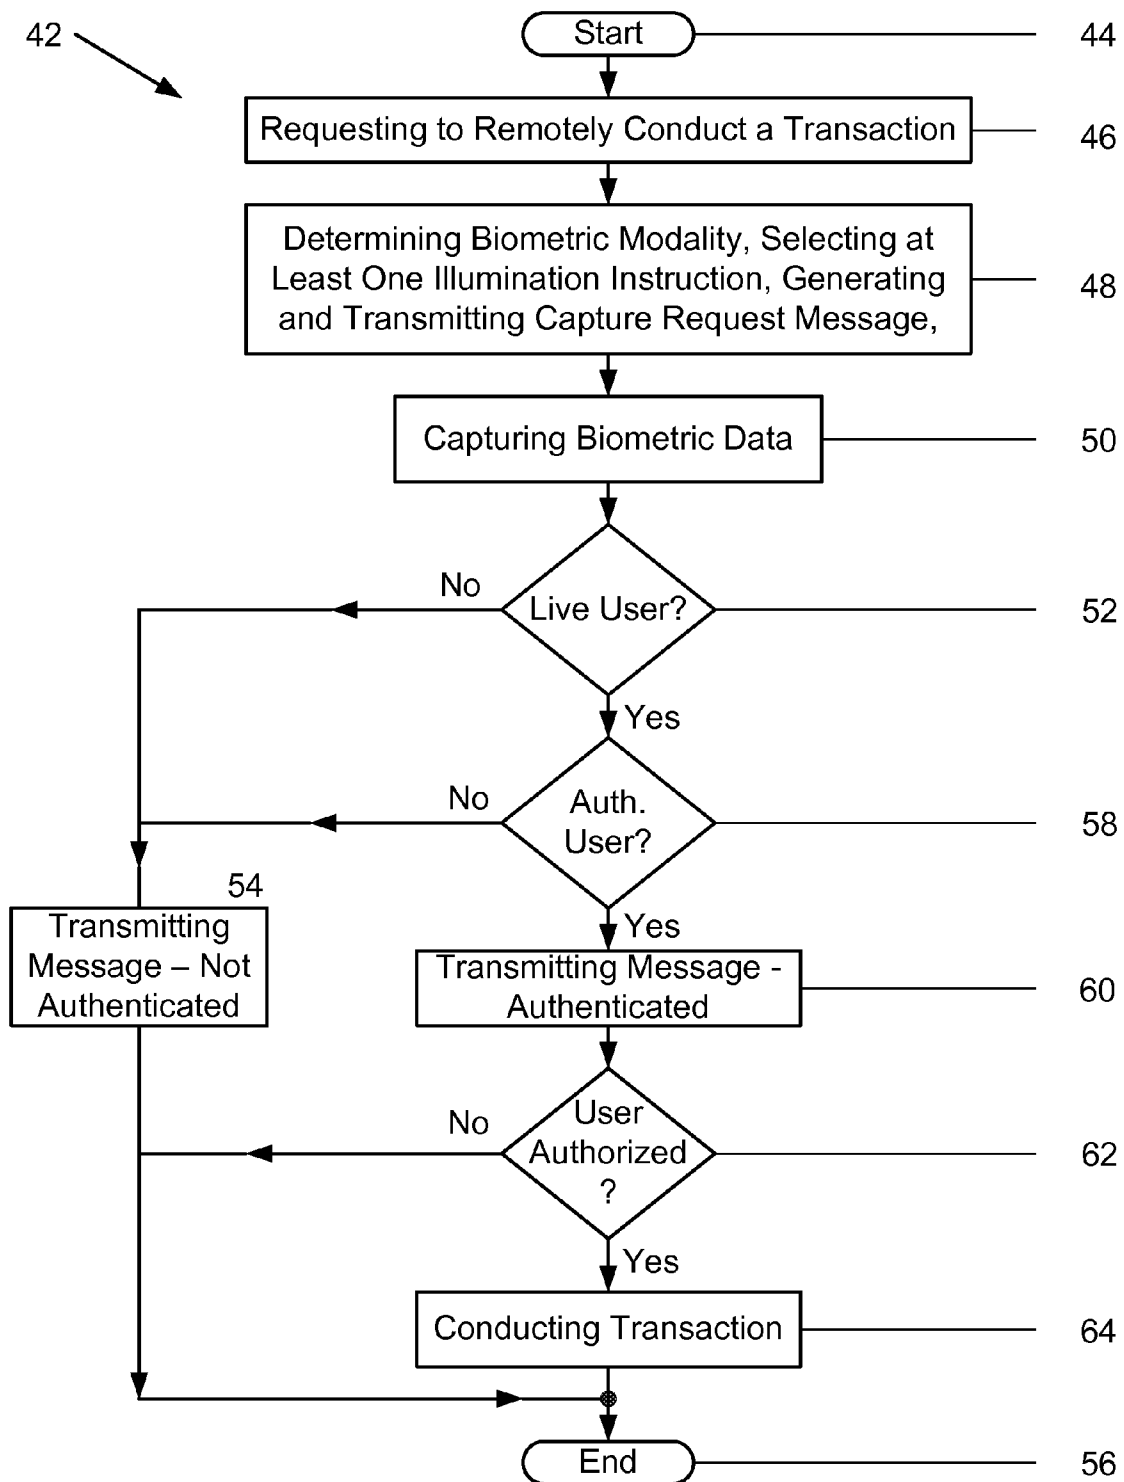 42
Start
44
Requesting to Remotely Conduct a Transaction
46
Determining Biometric Modality, Selecting at
Least One Illumination Instruction, Generating
and Transmitting Capture Request Message,
48
Capturing Biometric Data
50
No
Live User?
52
Yes
No
Auth.
User?
58
54
Yes
Transmitting
Message – Not
Authenticated
Transmitting Message -
Authenticated
60
No
User
Authorized
?
62
Yes
Conducting Transaction
64
End
56